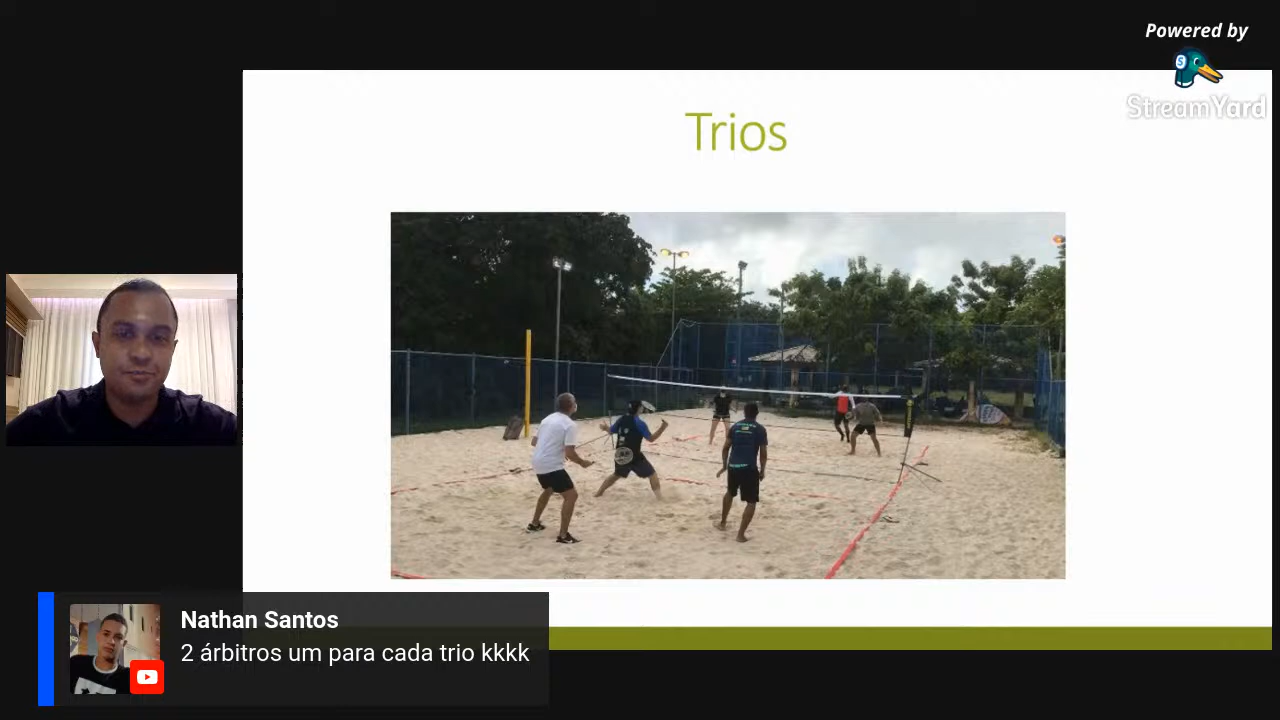 Powered by
StreamYard
Trios
Nathan Santos
2 árbitros um para cada trio kkkk